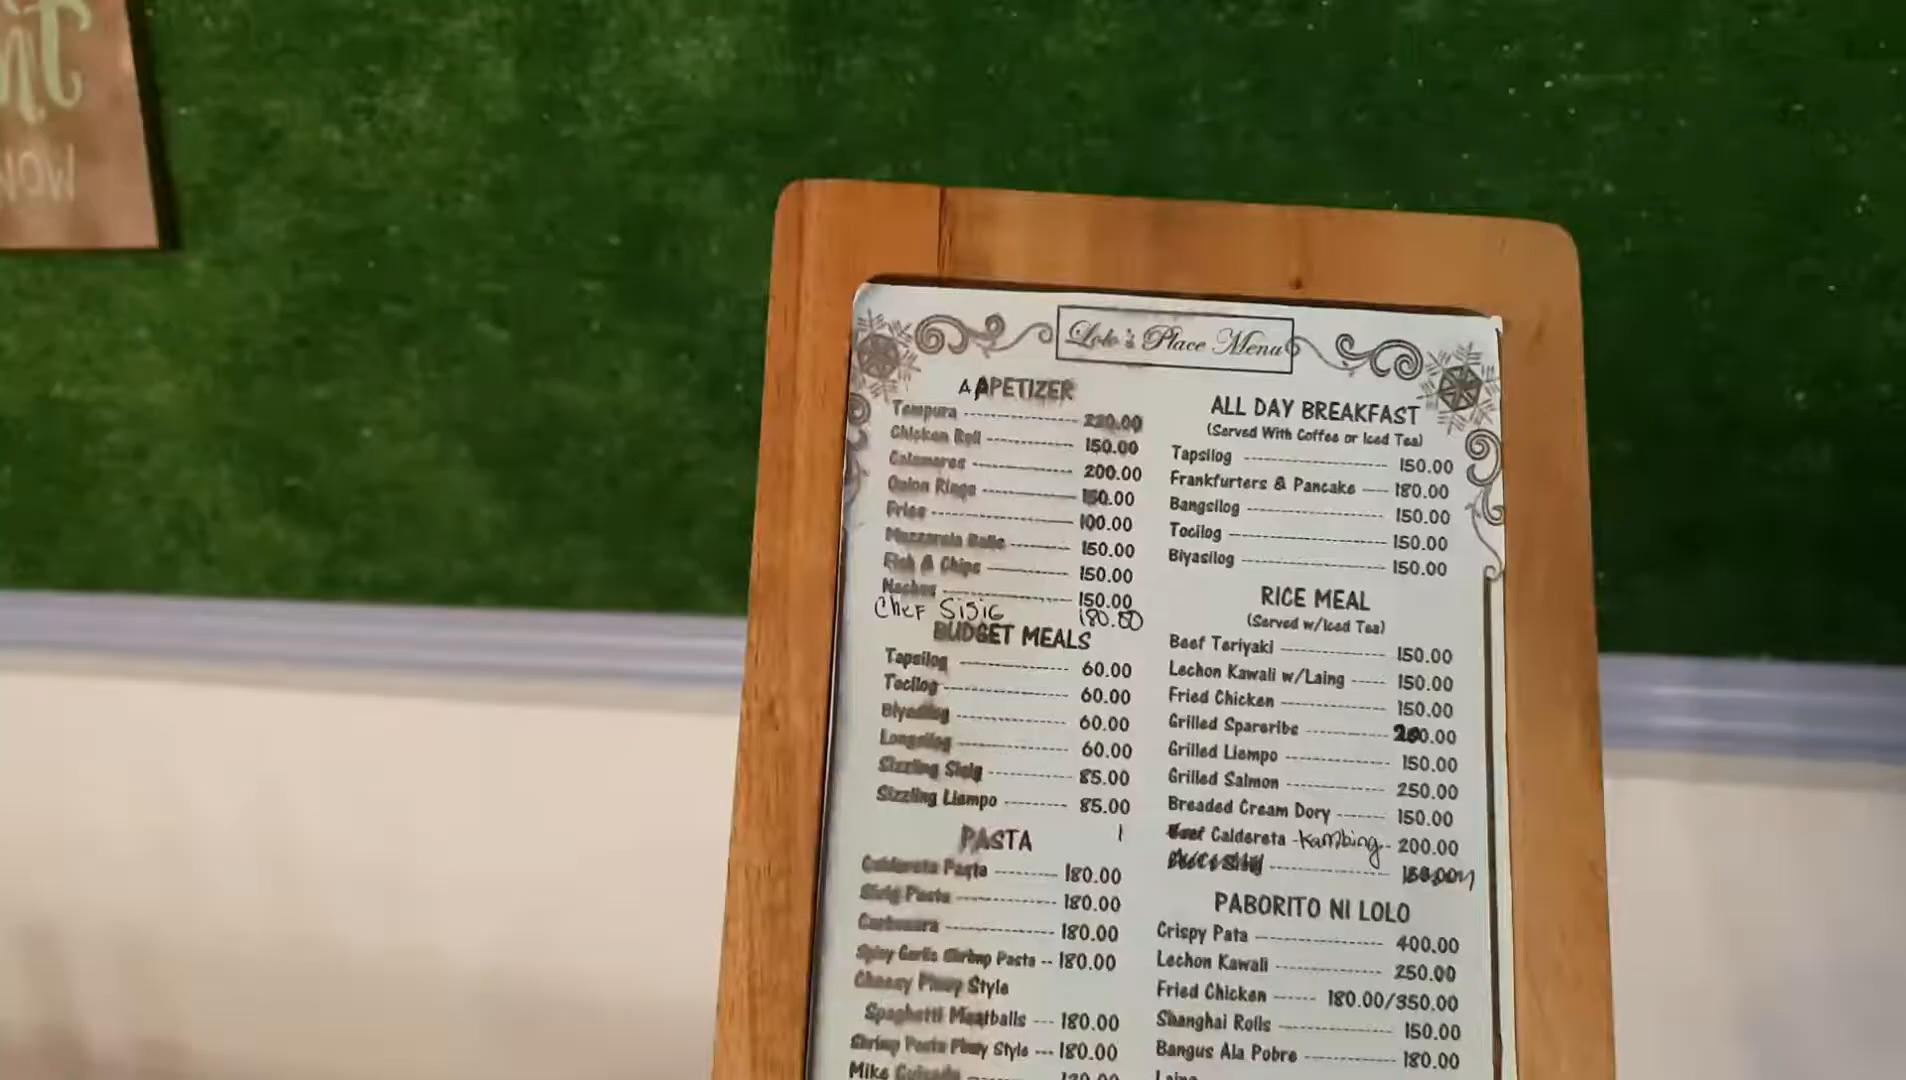 Lolo's Place Menu
APPETIZER
Tempura 220.00
Chicken Roll 150.00
Calamares 200.00
Onion Rings 150.00
Fries 100.00
Mozzarela Balls 150.00
Fish & Chips 150.00
Nachos 150.00
Chef Sisig 180.00
BUDGET MEALS
Tapsilog 60.00
Tocilog 60.00
Biyasilog 60.00
Longsilog 60.00
Sizzling Sisig 85.00
Sizzling Liempo 85.00
PASTA
Caldereta Pasta 180.00
Sisig Pasta 180.00
Carbonara 180.00
Spicy Garlic Shrimp Pasta -- 180.00
Cheesy Pinoy Style
Spaghetti Meatballs --- 180.00
Shrimp Pasta Pinoy Style --- 180.00
ALL DAY BREAKFAST
(Served With Coffee or Iced Tea)
Tapsilog 150.00
Frankfurters & Pancake 180.00
Bangsilog 150.00
Tocilog 150.00
Biyasilog 150.00
RICE MEAL
(Served w/Iced Tea)
Beef Teriyaki 150.00
Lechon Kawali w/Laing 150.00
Fried Chicken 150.00
Grilled Spareribs 200.00
Grilled Liempo 150.00
Grilled Salmon 250.00
Breaded Cream Dory 150.00
Caldereta - Kambing - 200.00
PABORITO NI LOLO
Crispy Pata 400.00
Lechon Kawali 250.00
Fried Chicken 180.00/350.00
Shanghai Rolls 150.00
Bangus Ala Pobre 180.00
Laing